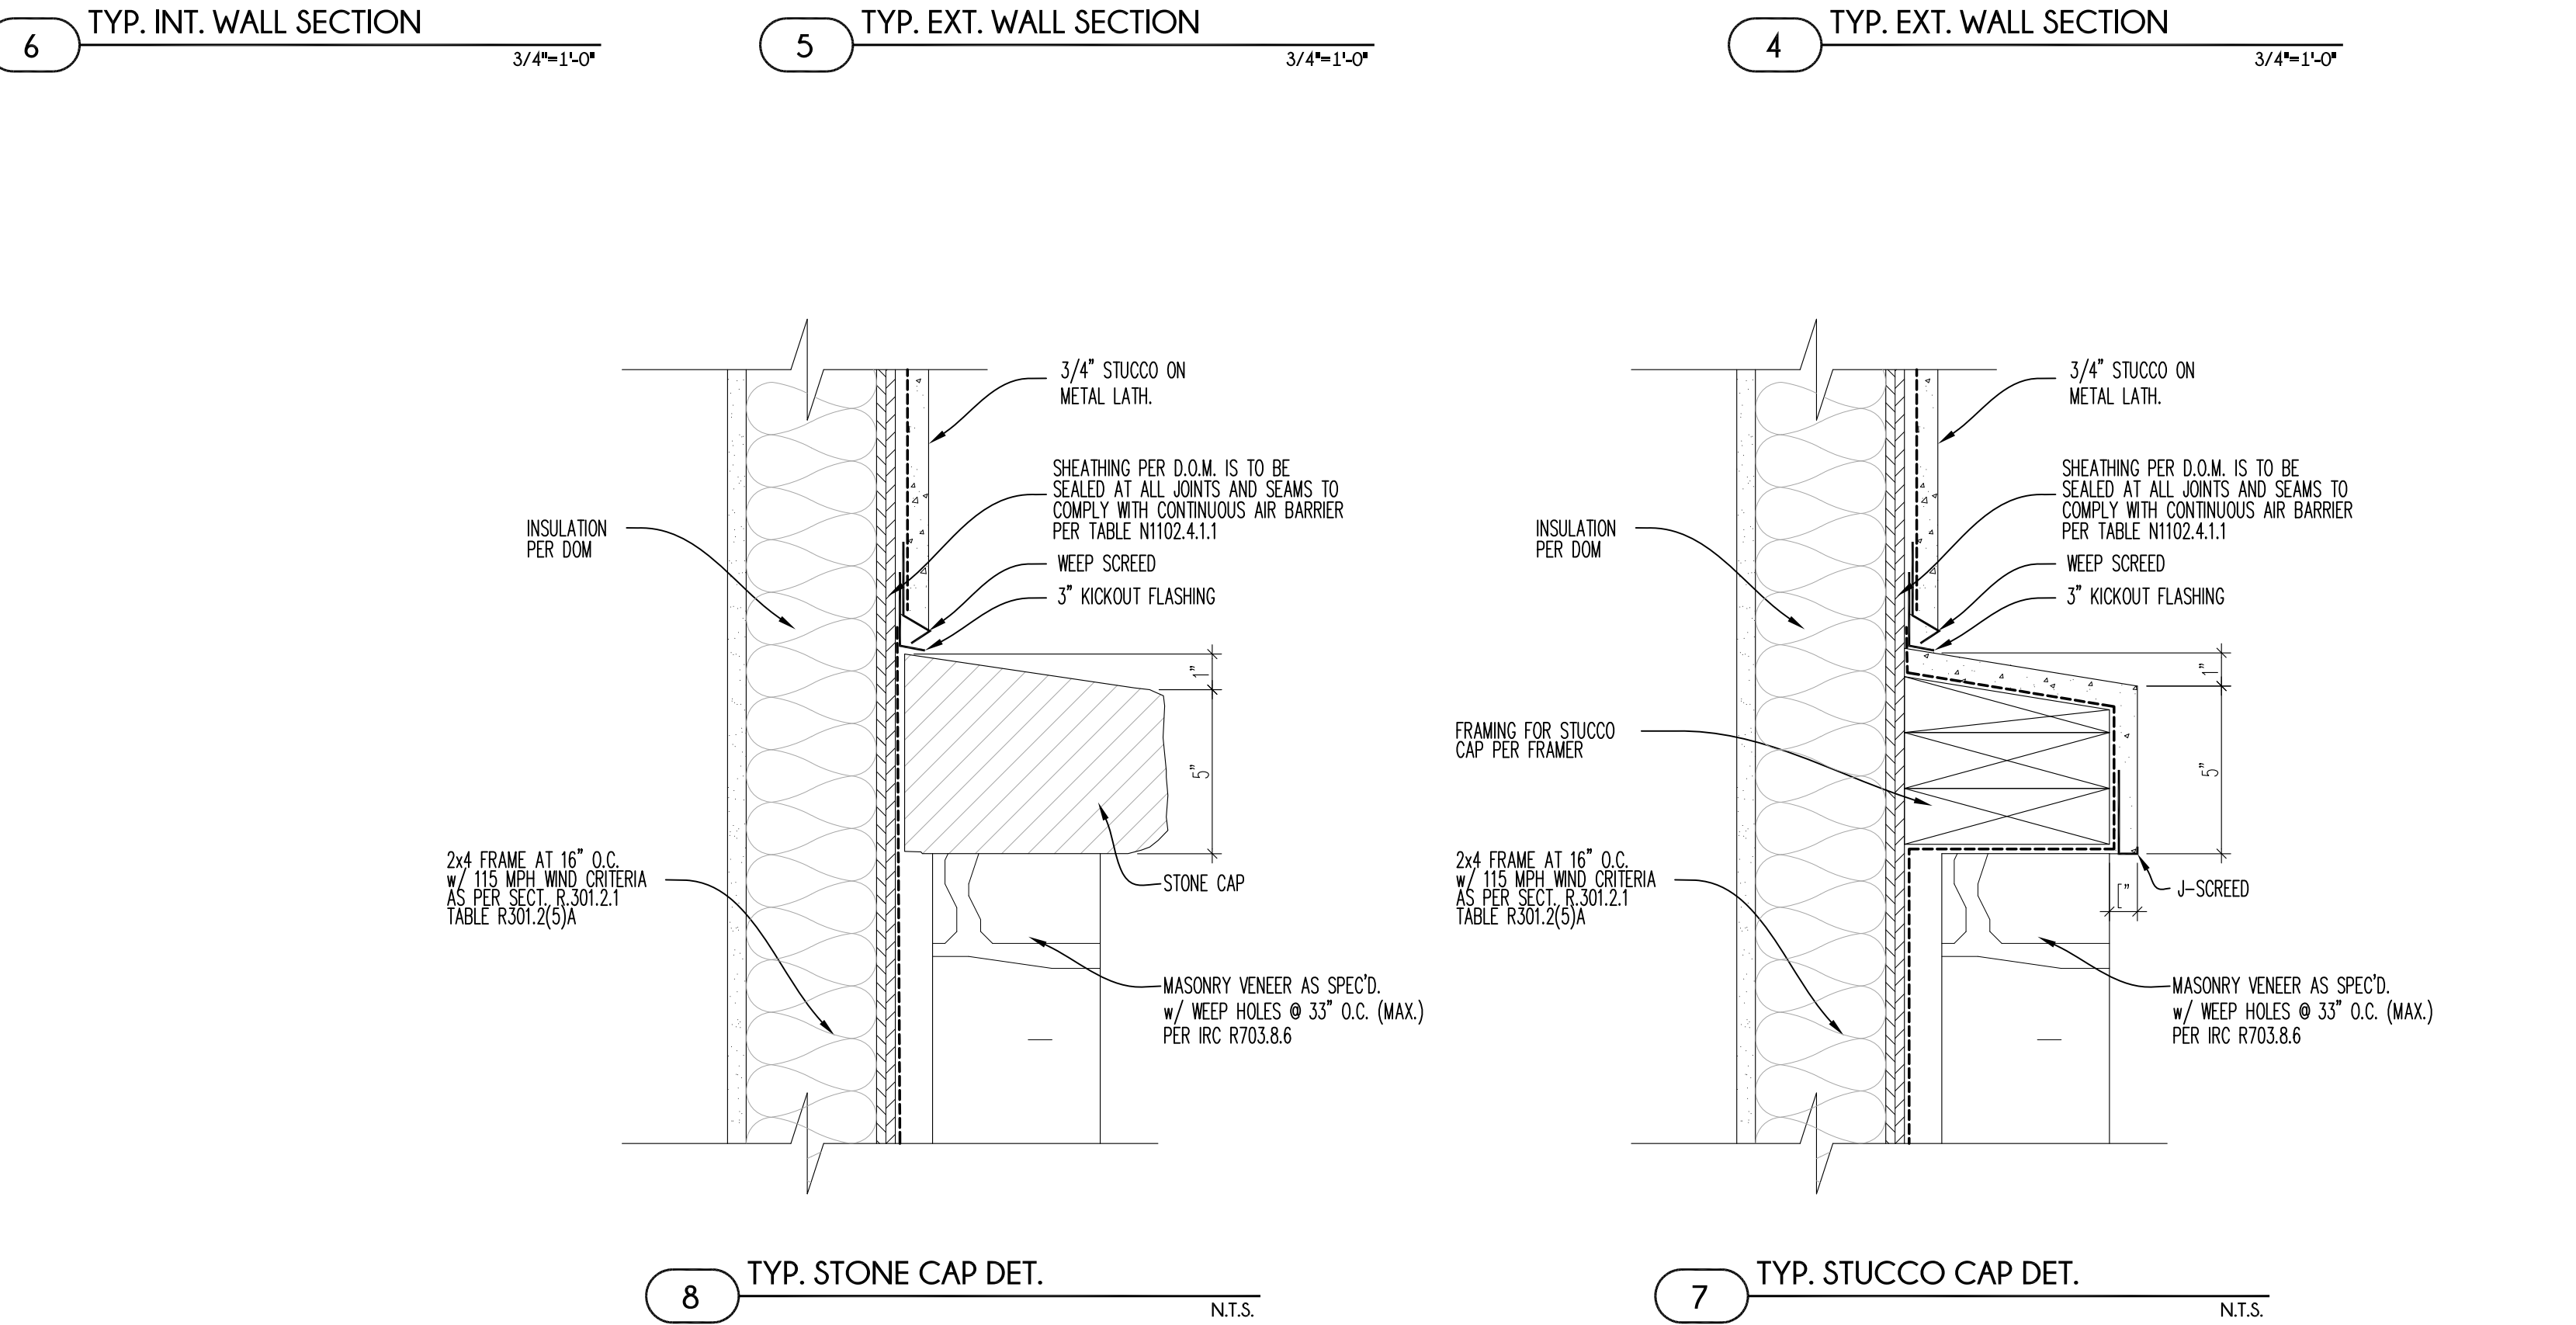 6
TYP. INT. WALL SECTION
3/4"=1'-0"
5
TYP. EXT. WALL SECTION
3/4"=1'-0"
4
TYP. EXT. WALL SECTION
3/4"=1'-0"
3/4" STUCCO ON
METAL LATH.
SHEATHING PER D.O.M. IS TO BE
SEALED AT ALL JOINTS AND SEAMS TO
COMPLY WITH CONTINUOUS AIR BARRIER
PER TABLE N1102.4.1.1
INSULATION
PER DOM
WEEP SCREED
3" KICKOUT FLASHING
1"
5"
2x4 FRAME AT 16" O.C.
w/ 115 MPH WIND CRITERIA
AS PER SECT. R.301.2.1
TABLE R301.2(5)A
STONE CAP
MASONRY VENEER AS SPEC'D.
w/ WEEP HOLES @ 33" O.C. (MAX.)
PER IRC R703.8.6
8
TYP. STONE CAP DET.
N.T.S.
3/4" STUCCO ON
METAL LATH.
SHEATHING PER D.O.M. IS TO BE
SEALED AT ALL JOINTS AND SEAMS TO
COMPLY WITH CONTINUOUS AIR BARRIER
PER TABLE N1102.4.1.1
INSULATION
PER DOM
WEEP SCREED
3" KICKOUT FLASHING
1"
FRAMING FOR STUCCO
CAP PER FRAMER
5"
2x4 FRAME AT 16" O.C.
w/ 115 MPH WIND CRITERIA
AS PER SECT. R.301.2.1
TABLE R301.2(5)A
["
J-SCREED
MASONRY VENEER AS SPEC'D.
w/ WEEP HOLES @ 33" O.C. (MAX.)
PER IRC R703.8.6
7
TYP. STUCCO CAP DET.
N.T.S.